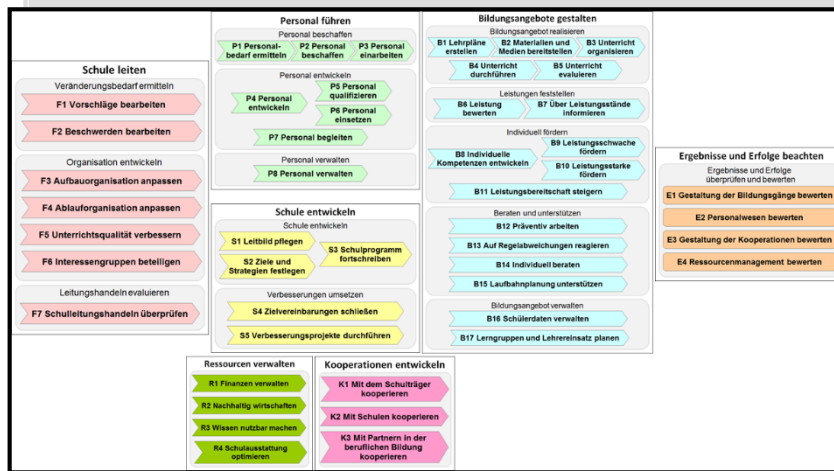 Schule leiten
Veränderungsbedarf ermitteln
F1 Vorschläge bearbeiten
F2 Beschwerden bearbeiten
Organisation entwickeln
F3 Aufbauorganisation anpassen
F4 Ablauforganisation anpassen
F5 Unterrichtsqualität verbessern
F6 Interessengruppen beteiligen
Leitungshandeln evaluieren
F7 Schulleitungshandeln überprüfen
Personal führen
Personal beschaffen
P1 Personal-
bedarf ermitteln
P2 Personal
beschaffen
P3 Personal
einarbeiten
Personal entwickeln
P4 Personal
entwickeln
P5 Personal
qualifizieren
P6 Personal
einsetzen
P7 Personal begleiten
Personal verwalten
P8 Personal verwalten
Schule entwickeln
Schule entwickeln
S1 Leitbild pflegen
S2 Ziele und
Strategien festlegen
S3 Schulprogramm
fortschreiben
Verbesserungen umsetzen
S4 Zielvereinbarungen schließen
S5 Verbesserungsprojekte durchführen
Bildungsangebote gestalten
Bildungsangebot realisieren
B1 Lehrpläne
erstellen
B2 Materialien und
Medien bereitstellen
B3 Unterricht
organisieren
B4 Unterricht
durchführen
B5 Unterricht
evaluieren
Leistungen feststellen
B6 Leistung
bewerten
B7 Über Leistungsstände
informieren
Individuell fördern
B8 Individuelle
Kompetenzen entwickeln
B9 Leistungsschwache
fördern
B10 Leistungsstarke
fördern
B11 Leistungsbereitschaft steigern
Beraten und unterstützen
B12 Präventiv arbeiten
B13 Auf Regelabweichungen reagieren
B14 Individuell beraten
B15 Laufbahnplanung unterstützen
Bildungsangebot verwalten
B16 Schülerdaten verwalten
B17 Lerngruppen und Lehrereinsatz planen
Ergebnisse und Erfolge beachten
Ergebnisse und Erfolge
überprüfen und bewerten
E1 Gestaltung der Bildungsgänge bewerten
E2 Personalwesen bewerten
E3 Gestaltung der Kooperationen bewerten
E4 Ressourcenmanagement bewerten
Ressourcen verwalten
R1 Finanzen verwalten
R2 Nachhaltig wirtschaften
R3 Wissen nutzbar machen
R4 Schulausstattung
optimieren
Kooperationen entwickeln
K1 Mit dem Schulträger
kooperieren
K2 Mit Schulen kooperieren
K3 Mit Partnern in der
beruflichen Bildung
kooperieren